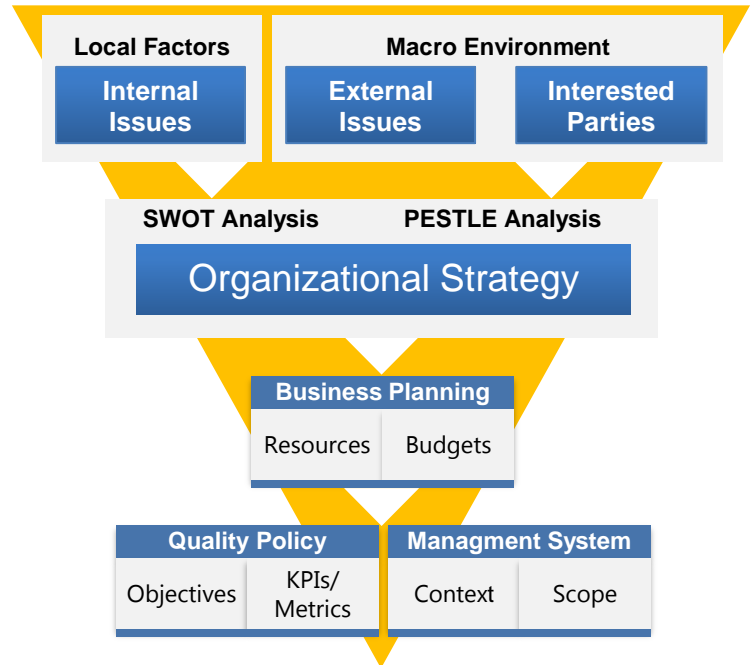 Local Factors
Macro Environment
Internal
Issues
External
Issues
Interested
Parties
SWOT Analysis
PESTLE Analysis
Organizational Strategy
Business Planning
Resources
Budgets
Quality Policy
Managment System
Objectives
KPIs/
Metrics
Context
Scope